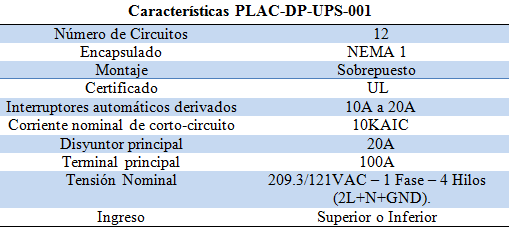 Características PLAC-DP-UPS-001
Número de Circuitos 12
Encapsulado NEMA 1
Montaje Sobrepuesto
Certificado UL
Interruptores automáticos derivados 10A a 20A
Corriente nominal de corto-circuito 10KAIC
Disyuntor principal 20A
Terminal principal 100A
Tensión Nominal 209.3/121VAC – 1 Fase – 4 Hilos
(2L+N+GND).
Ingreso Superior o Inferior